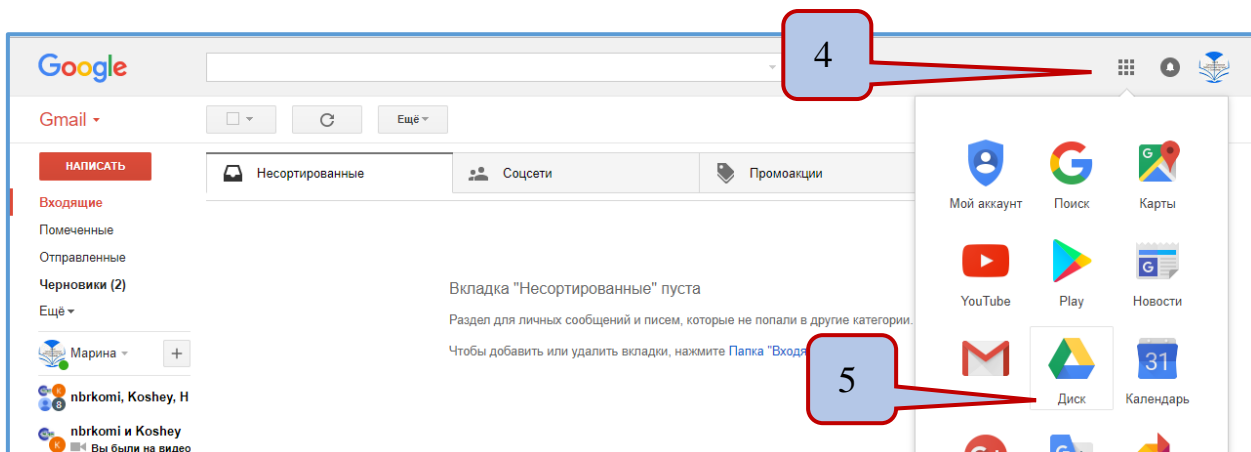 4
Google
Gmail
Ещё
НАПИСАТЬ
Несортированные
Соцсети
Промоакции
Входящие
Помеченные
Отправленные
Черновики (2)
Ещё
Марина
nbrkomi, Koshey, Н
8
К
nbrkomi и Koshey
К
Вы были на видео
Вкладка "Несортированные" пуста
Раздел для личных сообщений и писем, которые не попали в другие категории.
Чтобы добавить или удалить вкладки, нажмите Папка "Входя
5
Мой аккаунт
Поиск
Карты
YouTube
Play
Новости
31
Диск
Календарь